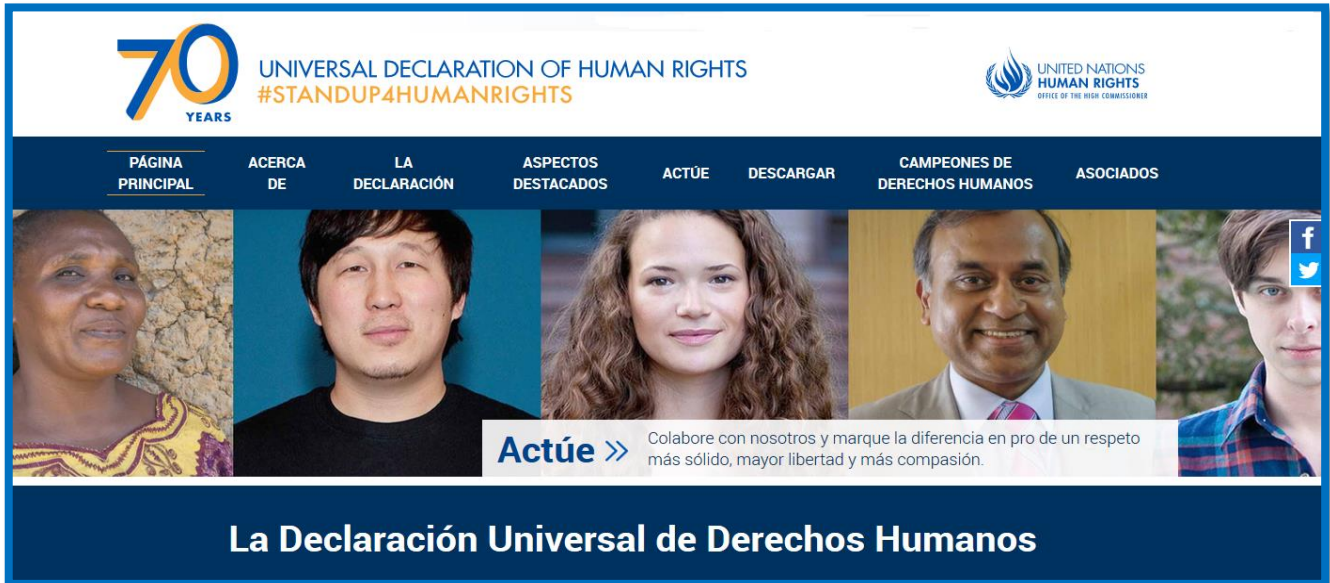 70
YEARS
UNIVERSAL DECLARATION OF HUMAN RIGHTS
#STANDUP4HUMANRIGHTS
UNITED NATIONS
HUMAN RIGHTS
OFFICE OF THE HIGH COMMISSIONER
PÁGINA
PRINCIPAL
ACERCA
DE
LA
DECLARACIÓN
ASPECTOS
DESTACADOS
ACTÚE
DESCARGAR
CAMPEONES DE
DERECHOS HUMANOS
ASOCIADOS
f
Actúe »
Colabore con nosotros y marque la diferencia en pro de un respeto
más sólido, mayor libertad y más compasión.
La Declaración Universal de Derechos Humanos